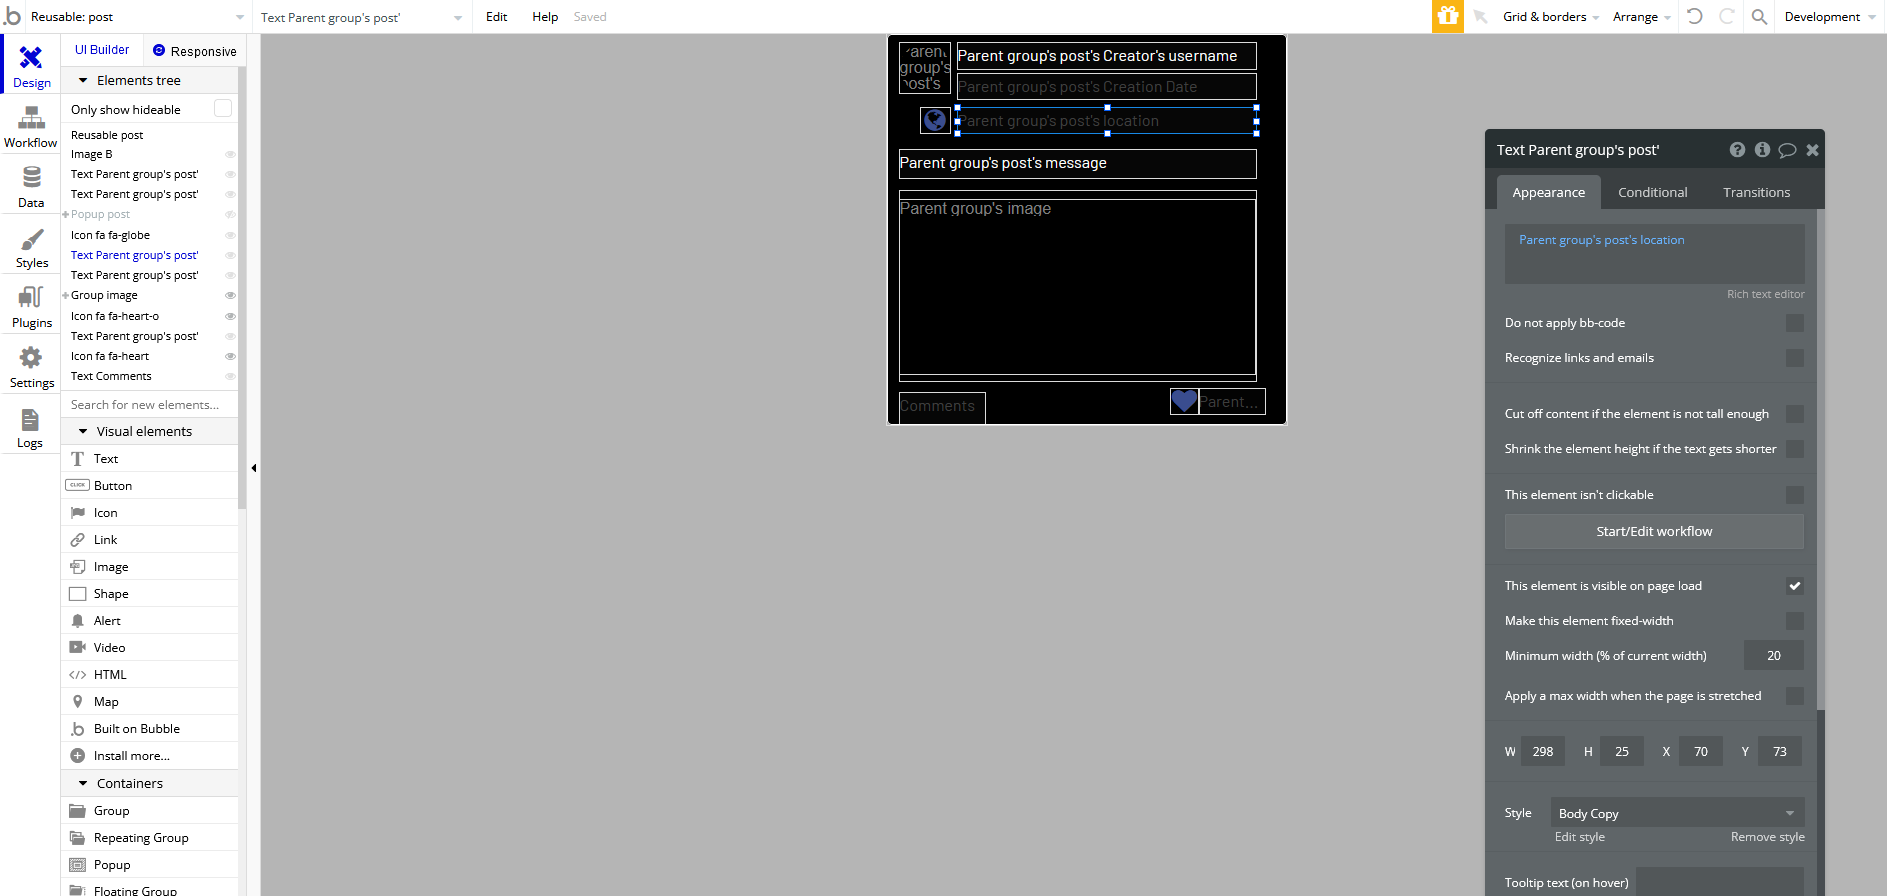 Reusable: post
Text Parent group's post'
Edit
Help
Saved
Grid & borders
Arrange
Development
UI Builder
Responsive
Design
Workflow
Data
Styles
Plugins
Settings
Logs
Elements tree
Only show hideable
Reusable post
Image B
Text Parent group's post'
Text Parent group's post'
Popup post
Icon fa fa-globe
Text Parent group's post'
Text Parent group's post'
Group image
Icon fa fa-heart-o
Text Parent group's post'
Icon fa fa-heart
Text Comments
Search for new elements...
Visual elements
Text
CLICK Button
Icon
Link
Image
Shape
Alert
Video
HTML
Map
Built on Bubble
Install more...
Containers
Group
Repeating Group
Popup
Floating Group
Parent
group's
post's
Parent group's post's Creator's username
Parent group's post's Creation Date
Parent group's post's location
Parent group's post's message
Parent group's image
Comments
Parent...
Text Parent group's post'
Appearance
Conditional
Transitions
Parent group's post's location
Rich text editor
Do not apply bb-code
Recognize links and emails
Cut off content if the element is not tall enough
Shrink the element height if the text gets shorter
This element isn't clickable
Start/Edit workflow
This element is visible on page load
Make this element fixed-width
Minimum width (% of current width) 20
Apply a max width when the page is stretched
W 298 H 25 X 70 Y 73
Style Body Copy
Edit style Remove style
Tooltip text (on hover)